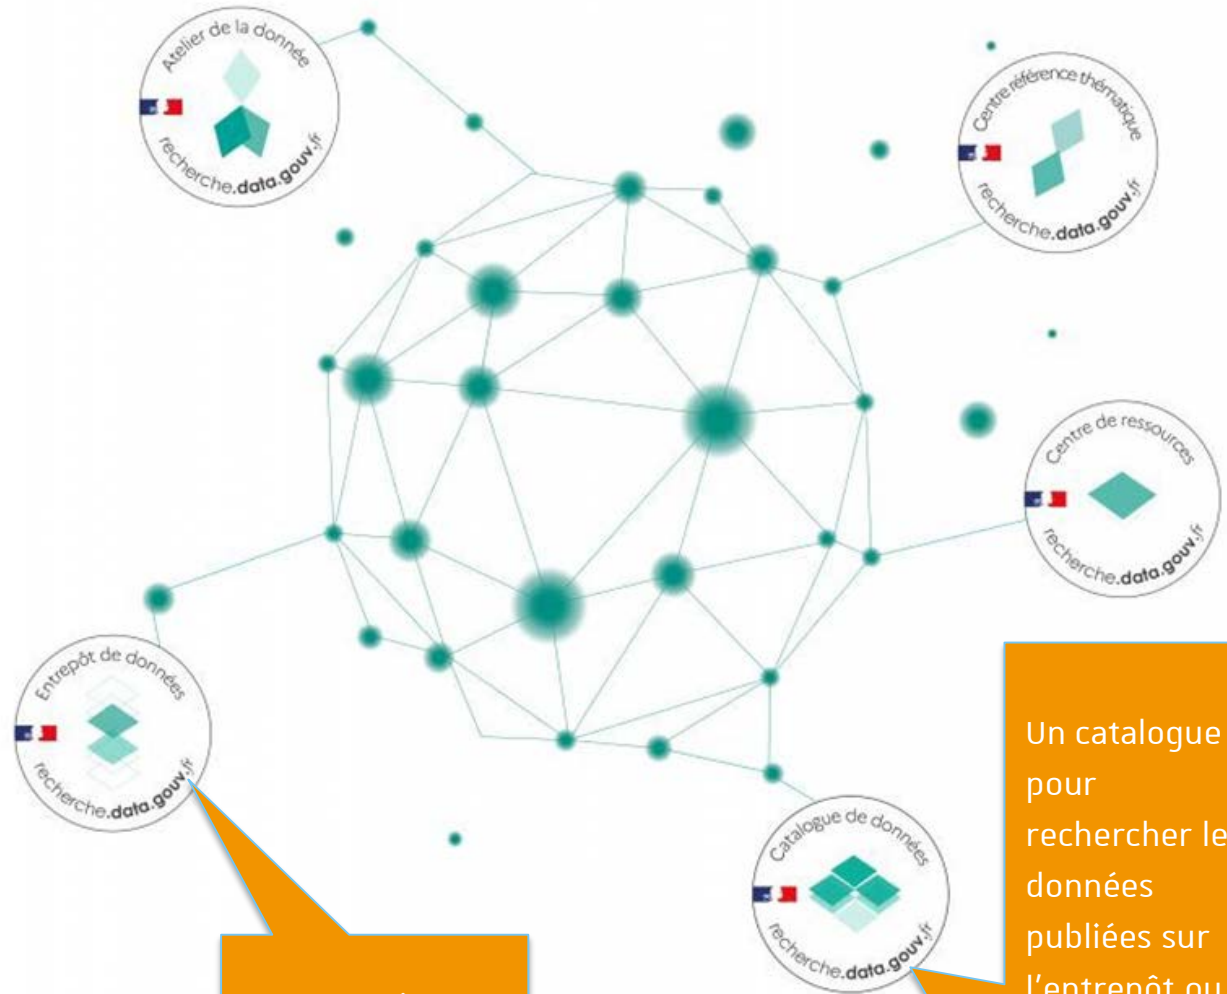 Atelier de la donnée
recherche.data.gouv.fr
Centre référence thématique
recherche.data.gouv.fr
Centre de ressources
recherche.data.gouv.fr
Entrepôt de données
recherche.data.gouv.fr
Catalogue de données
recherche.data.gouv.fr
Un catalogue
pour
rechercher le
données
publiées sur
l'entrepôt ou